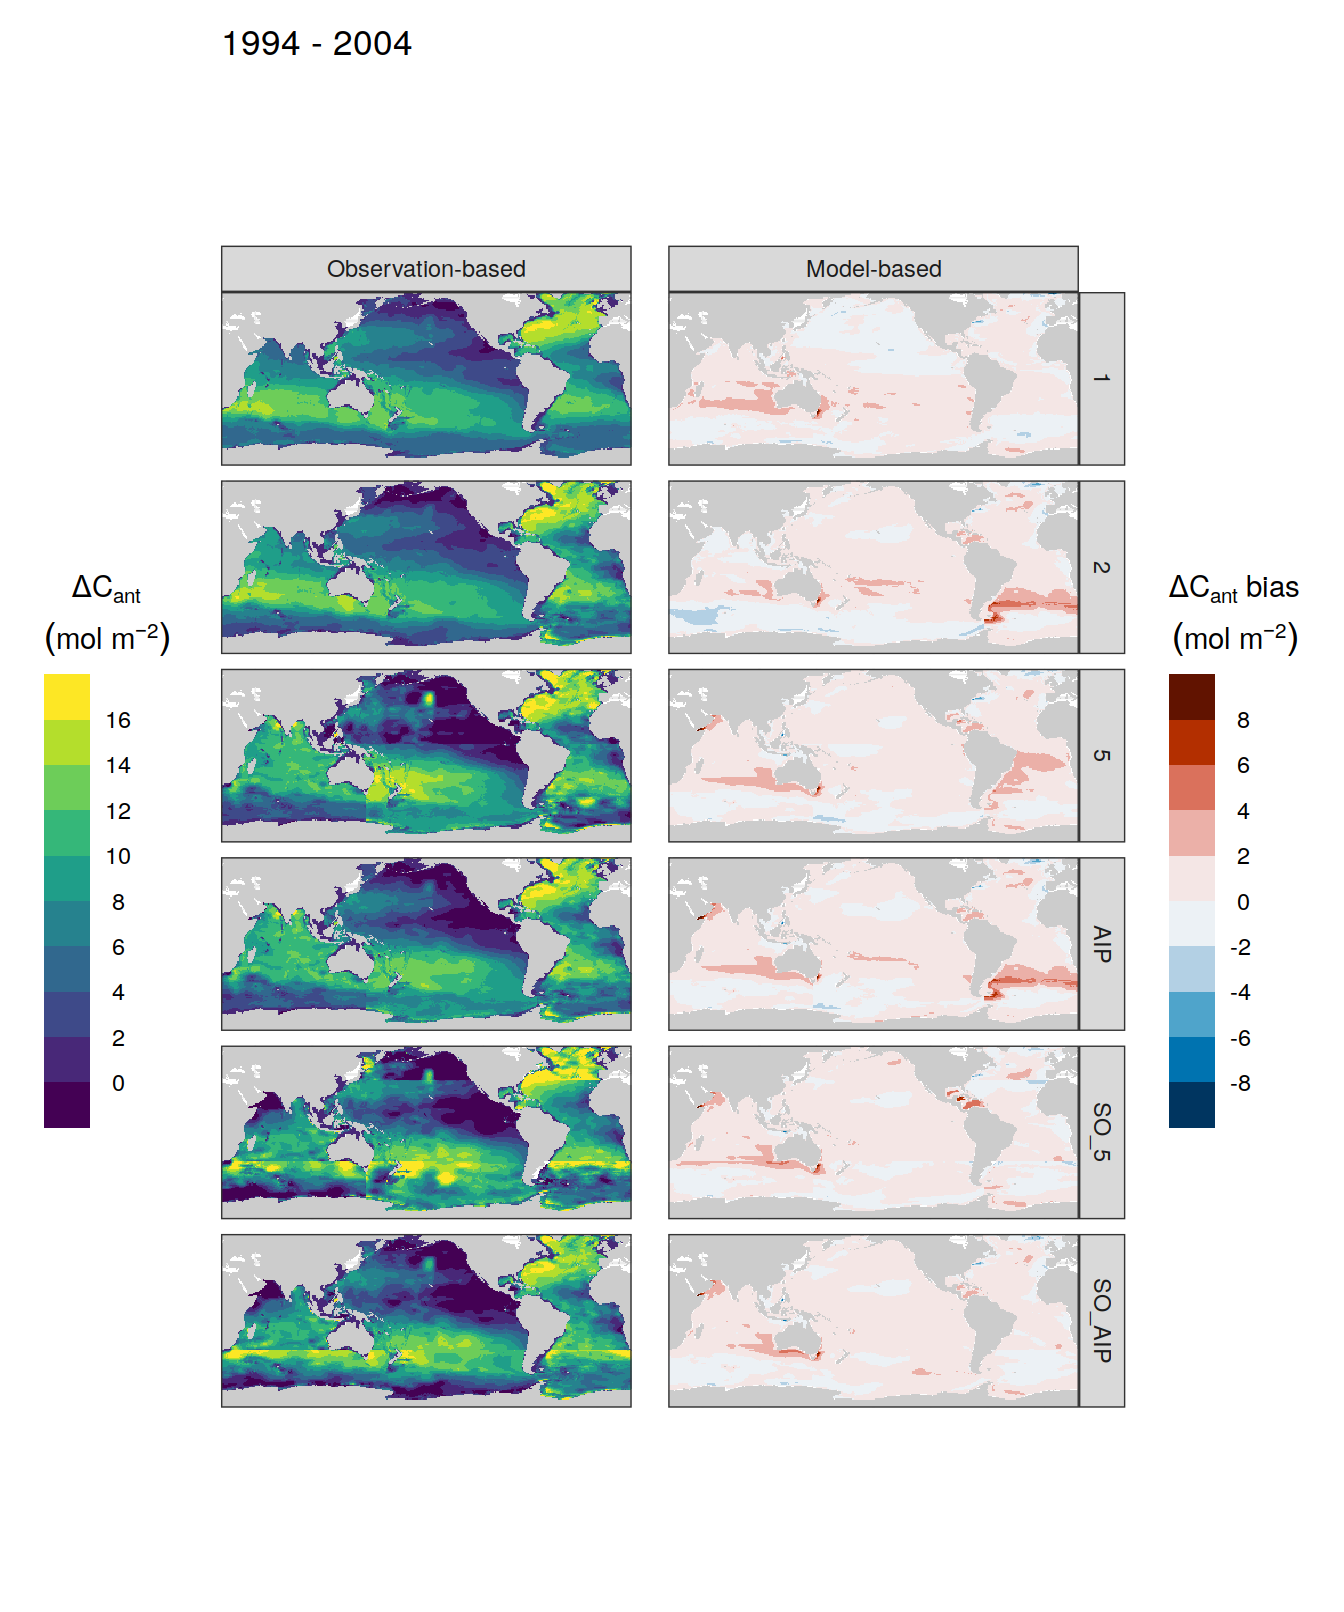 1994 - 2004
Observation-based
Model-based
1
2
5
AIP
SO_5
SO_AIP
ΔCant
(mol m−2)
16
14
12
10
8
6
4
2
0
ΔCant bias
(mol m−2)
8
6
4
2
0
-2
-4
-6
-8